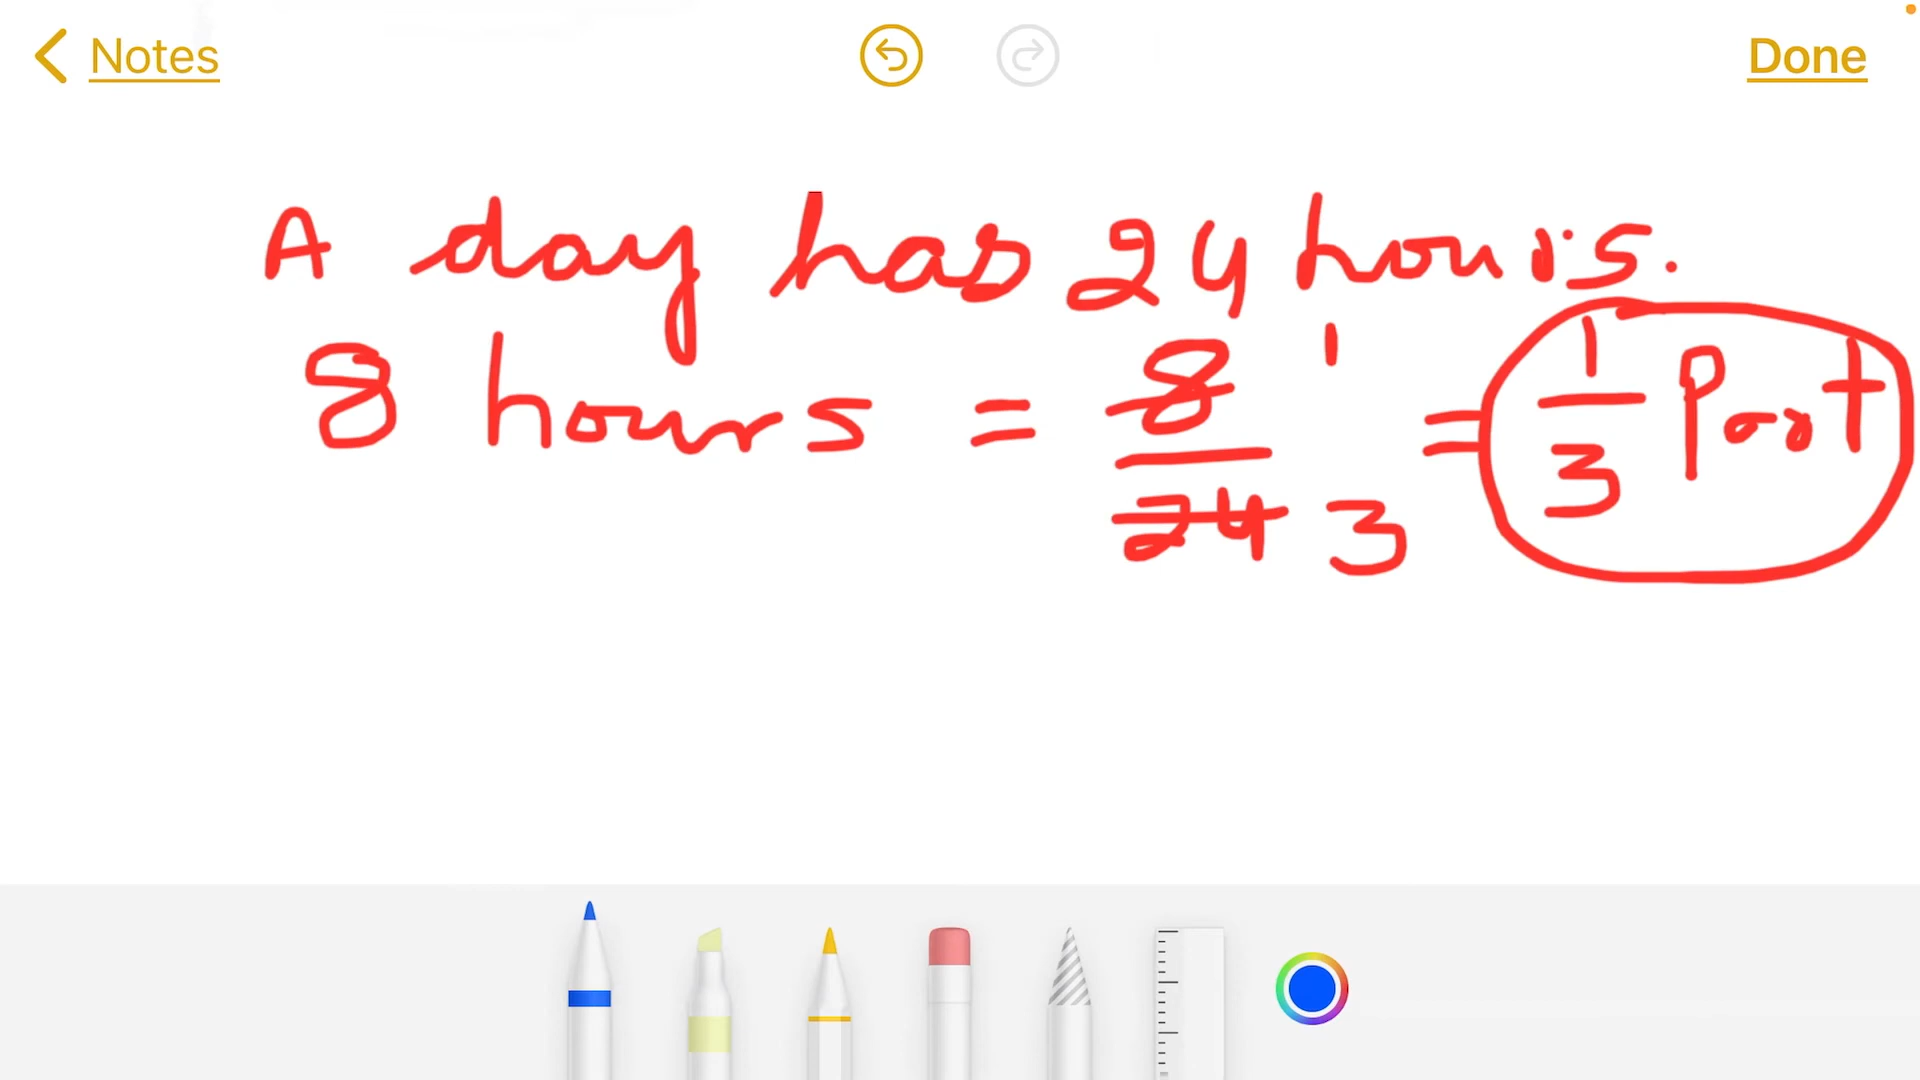 Notes Done
A day has 24 hours.
8 hours = 8/24 1/3 = 1/3 Part